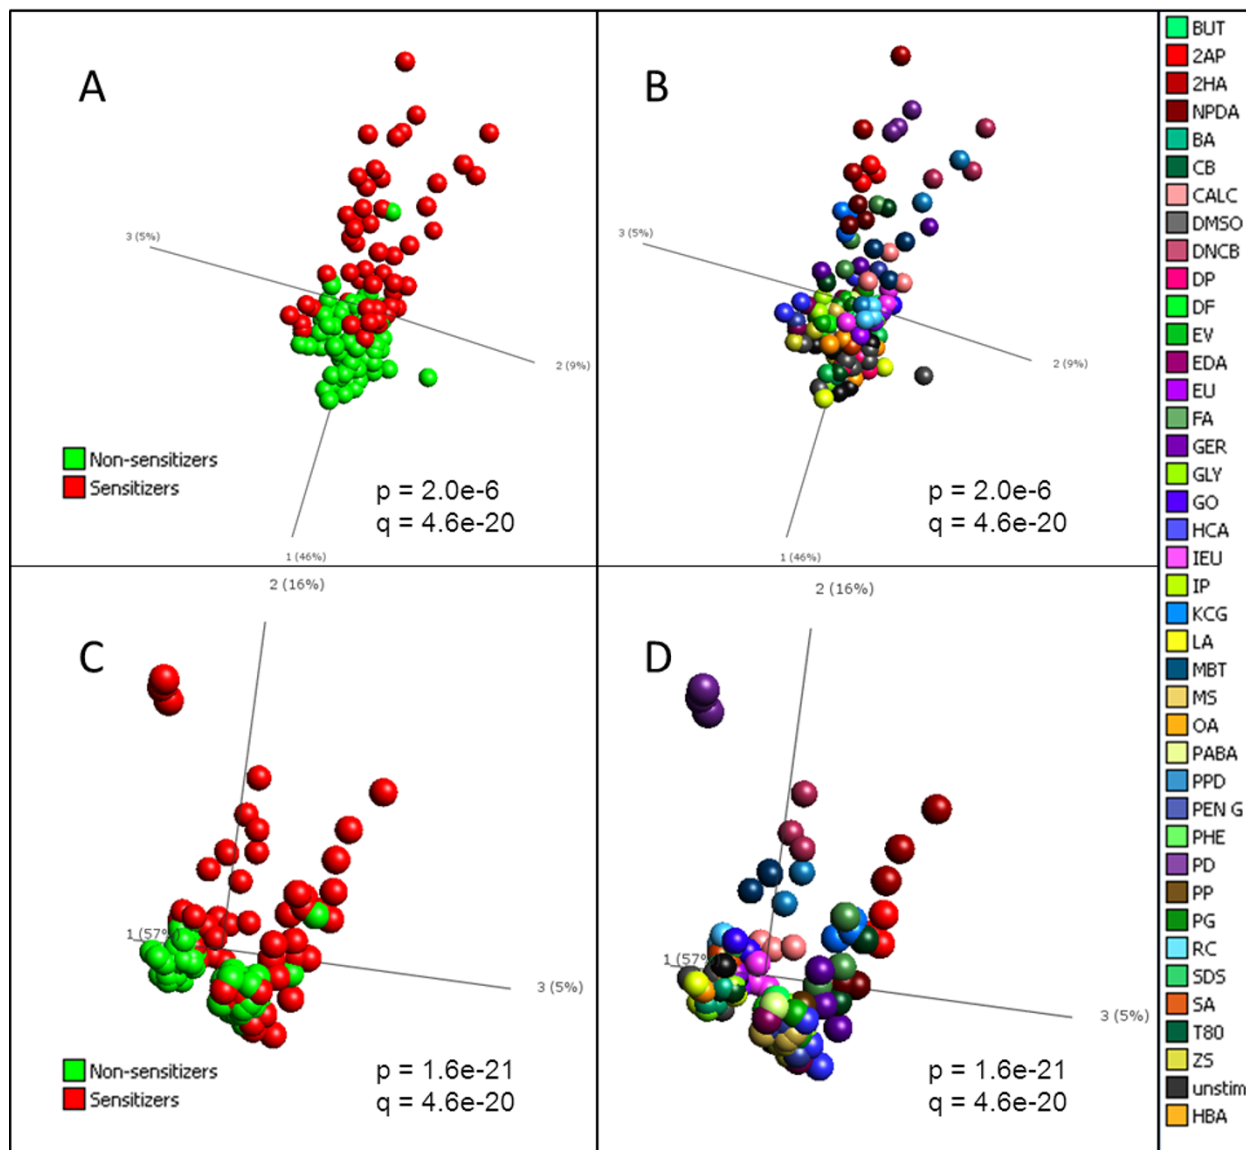 A
3 (5%)
2 (9%)
Non-sensitizers
Sensitizers
p = 2.0e-6
q = 4.6e-20
1 (46%)
B
3 (5%)
2 (9%)
p = 2.0e-6
q = 4.6e-20
1 (46%)
C
2 (16%)
1 (57%)
3 (5%)
Non-sensitizers
Sensitizers
p = 1.6e-21
q = 4.6e-20
D
2 (16%)
1 (57%
3 (5%)
p = 1.6e-21
q = 4.6e-20
BUT
2AP
2HA
NPDA
BA
CB
CALC
DMSO
DNCB
DP
DF
EV
EDA
EU
FA
GER
GLY
GO
HCA
IEU
IP
KCG
LA
MBT
MS
OA
PABA
PPD
PEN G
PHE
PD
PP
PG
RC
SDS
SA
T80
ZS
unstim
HBA